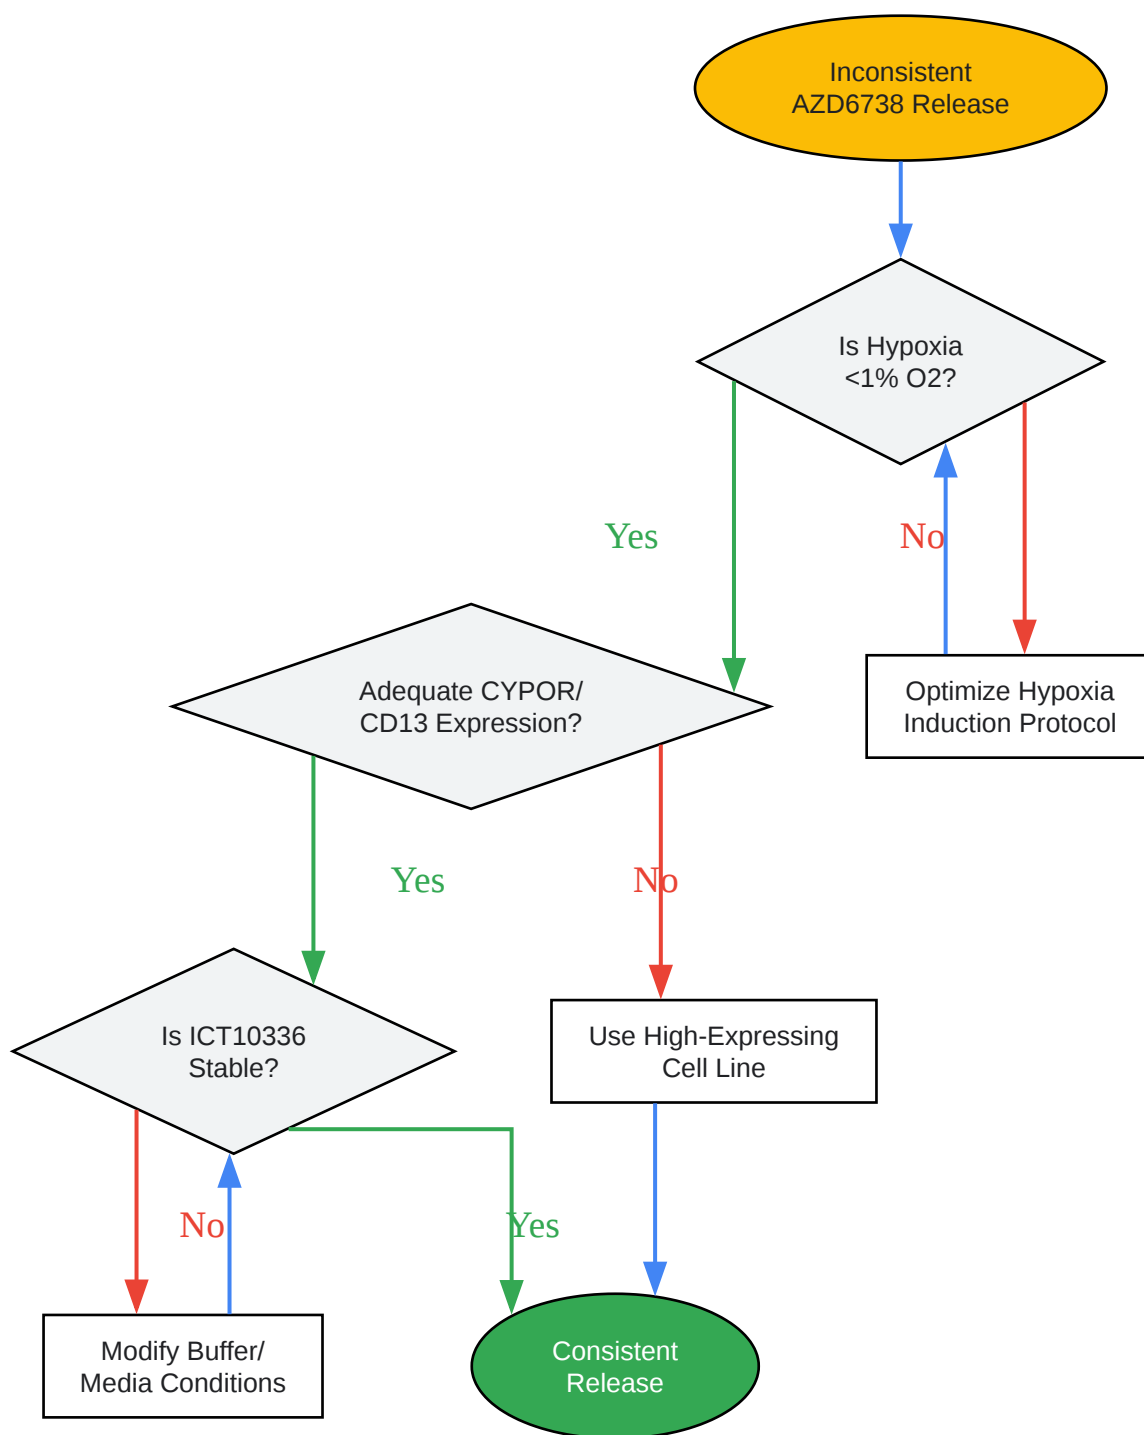 Inconsistent
AZD6738 Release
Is Hypoxia
<1% O2?
Yes
No
Optimize Hypoxia
Induction Protocol
Adequate CYPOR/
CD13 Expression?
Yes
No
Is ICT10336
Stable?
Use High-Expressing
Cell Line
No
Yes
Modify Buffer/
Media Conditions
Consistent
Release